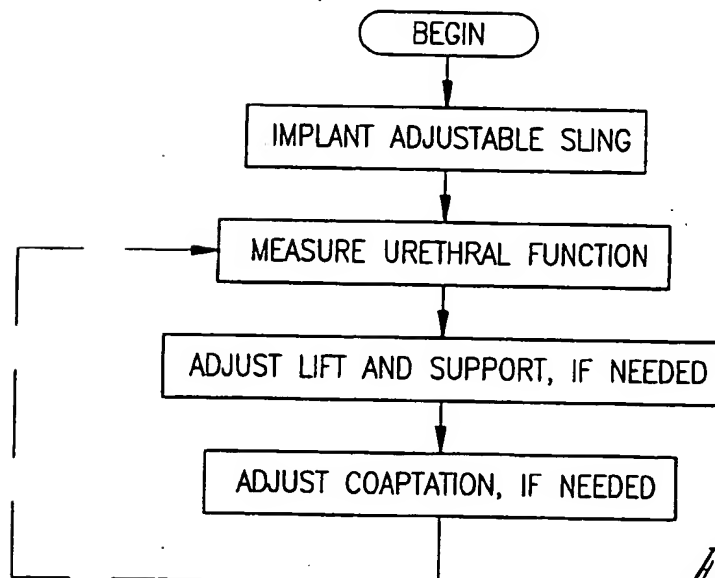 BEGIN
IMPLANT ADJUSTABLE SLING
MEASURE URETHRAL FUNCTION
ADJUST LIFT AND SUPPORT, IF NEEDED
ADJUST COAPTATION, IF NEEDED